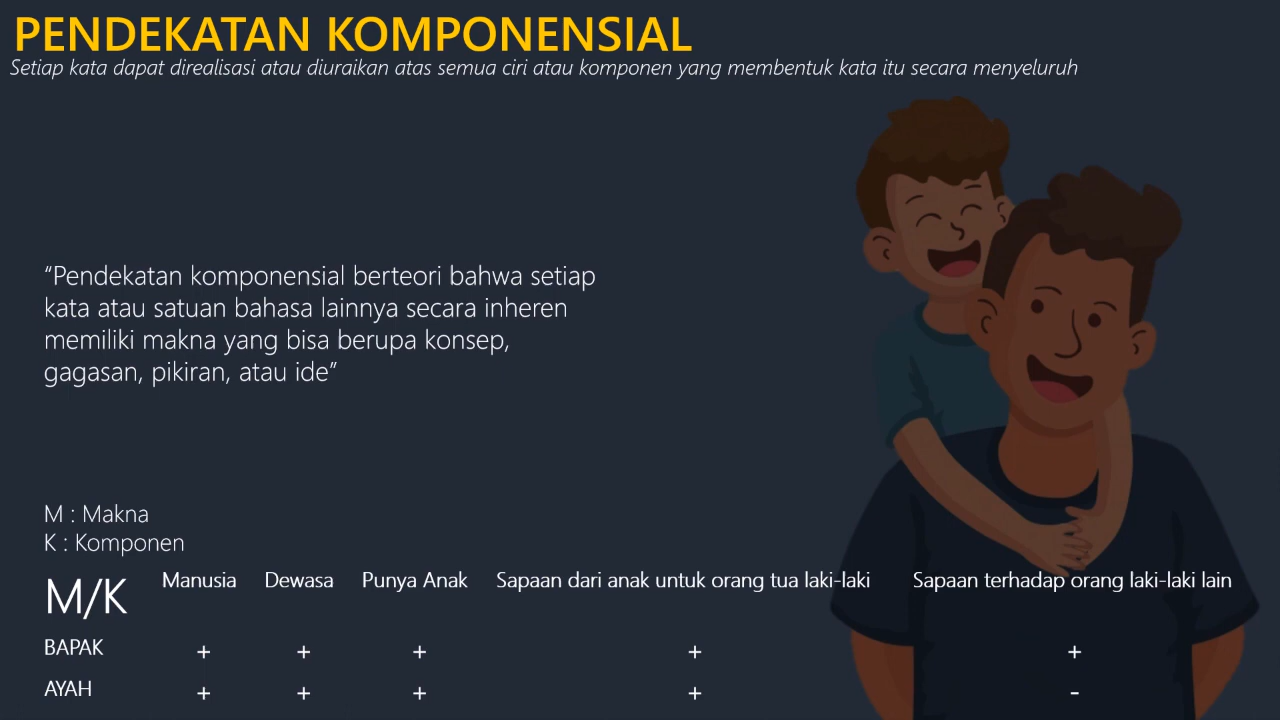 PENDEKATAN KOMPONENSIAL
Setiap kata dapat direalisasi atau diuraikan atas semua ciri atau komponen yang membentuk kata itu secara menyeluruh
“Pendekatan komponensial berteori bahwa setiap
kata atau satuan bahasa lainnya secara inheren
memiliki makna yang bisa berupa konsep,
gagasan, pikiran, atau ide”
M : Makna
K : Komponen
M/K Manusia Dewasa Punya Anak Sapaan dari anak untuk orang tua laki-laki Sapaan terhadap orang laki-laki lain
BAPAK + + + + +
AYAH + + + + -